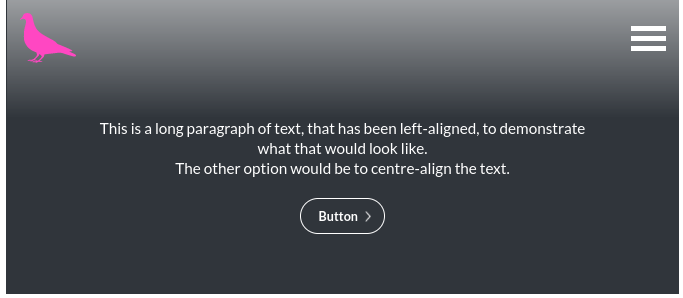 This is a long paragraph of text, that has been left-aligned, to demonstrate
what that would look like.
The other option would be to centre-align the text.
Button